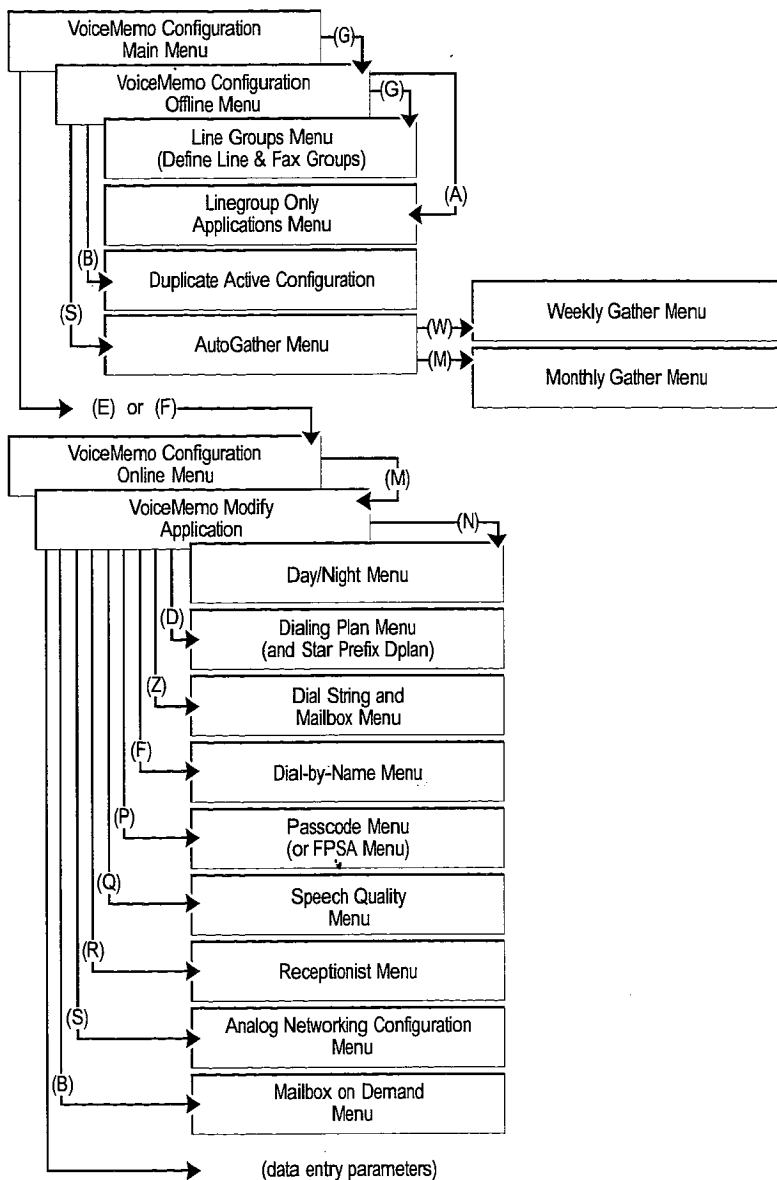 VoiceMemo Configuration
Main Menu
(G)
VoiceMemo Configuration
Offline Menu
(G)
Line Groups Menu
(Define Line & Fax Groups)
(A)
Linegroup Only
Applications Menu
(B)
Duplicate Active Configuration
(S)
AutoGather Menu
(W)
Weekly Gather Menu
(M)
Monthly Gather Menu
(E) or (F)
VoiceMemo Configuration
Online Menu
(M)
VoiceMemo Modify
Application
(N)
Day/Night Menu
(D)
Dialing Plan Menu
(and Star Prefix Dplan)
(Z)
Dial String and
Mailbox Menu
(F)
Dial-by-Name Menu
(P)
Passcode Menu
(or FPSA Menu)
(Q)
Speech Quality
Menu
(R)
Receptionist Menu
(S)
Analog Networking Configuration
Menu
(B)
Mailbox on Demand
Menu
(data entry parameters)